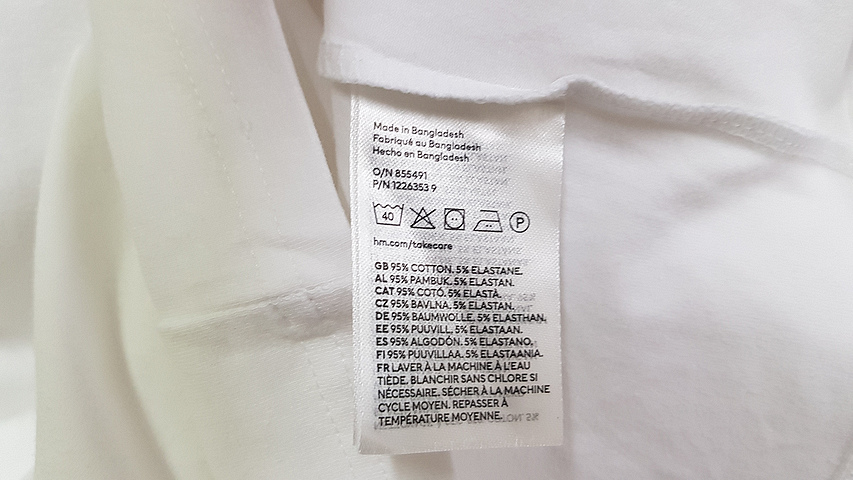 Made in Bangladesh
Fabriqué au Bangladesh
Hecho en Bangladesh
O/N 855491
P/N 1226353 9
40 P
hm.com/takecare
GB 95% COTTON. 5% ELASTANE.
AL 95% PAMBUK. 5% ELASTAN.
CAT 95% COTÓ. 5% ELASTÀ.
CZ 95% BAVLNA. 5% ELASTAN.
DE 95% BAUMWOLLE. 5% ELASTHAN.
EE 95% PUUVILL. 5% ELASTAAN.
ES 95% ALGODÓN. 5% ELASTANO.
FI 95% PUUVILLAA. 5% ELASTAANIA.
FR LAVER À LA MACHINE À L'EAU
TIÈDE. BLANCHIR SANS CHLORE SI
NÉCESSAIRE. SÉCHER À LA MACHINE
CYCLE MOYEN. REPASSER À
TEMPÉRATURE MOYENNE.